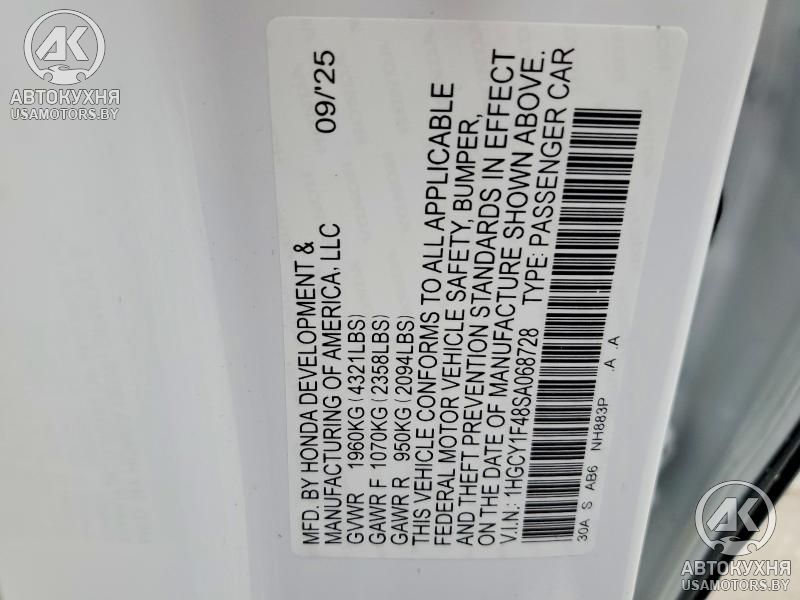 АК
АВТОКУХНЯ
USAMOTORS.BY
MFD. BY HONDA DEVELOPMENT &
MANUFACTURING OF AMERICA, LLC 09/'25
GVWR 1960KG (4321LBS)
GAWR F 1070KG (2358LBS)
GAWR R 950KG (2094LBS)
THIS VEHICLE CONFORMS TO ALL APPLICABLE
FEDERAL MOTOR VEHICLE SAFETY, BUMPER,
AND THEFT PREVENTION STANDARDS IN EFFECT
ON THE DATE OF MANUFACTURE SHOWN ABOVE.
V.I.N.: 1HGCY1F48SA068728 TYPE: PASSENGER CAR
30A S AB6 NH883P .A .A
АК
АВТОКУХНЯ
USAMOTORS.BY